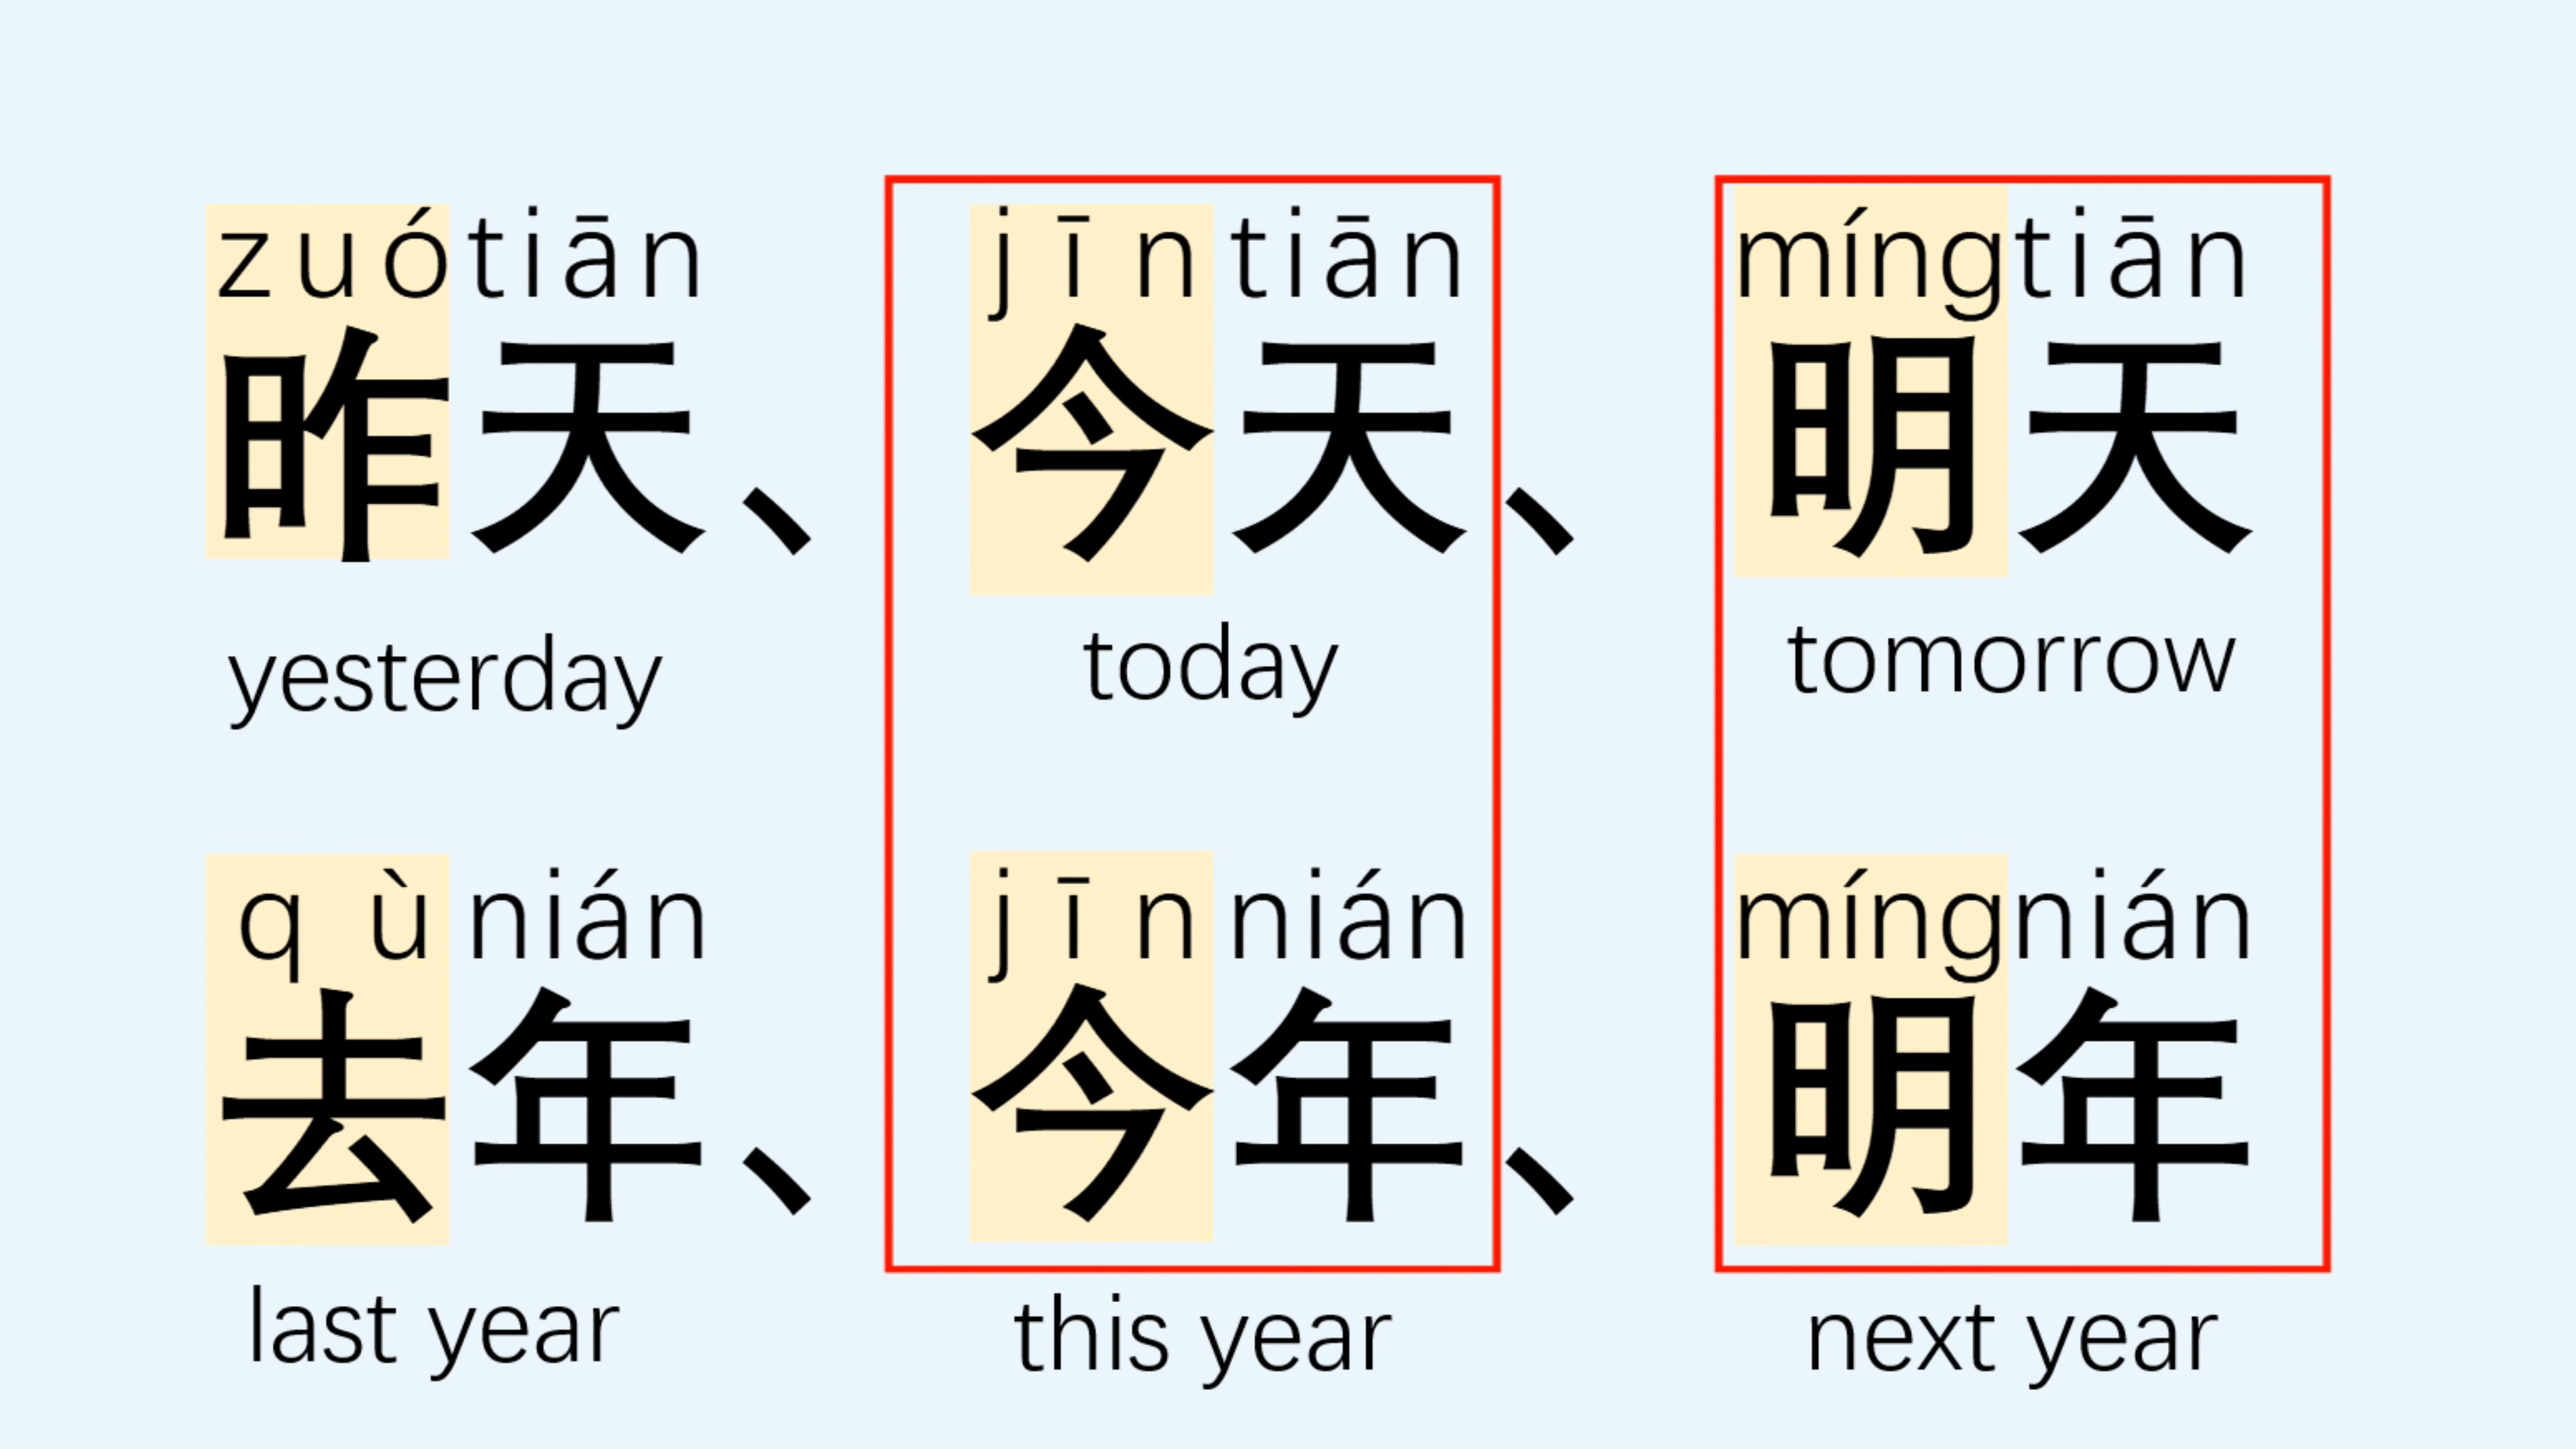 zuótiān jīntiān míngtiān
昨天、今天、明天
yesterday today tomorrow
qùnián jīnnián míngnián
去年、今年、明年
last year this year next year